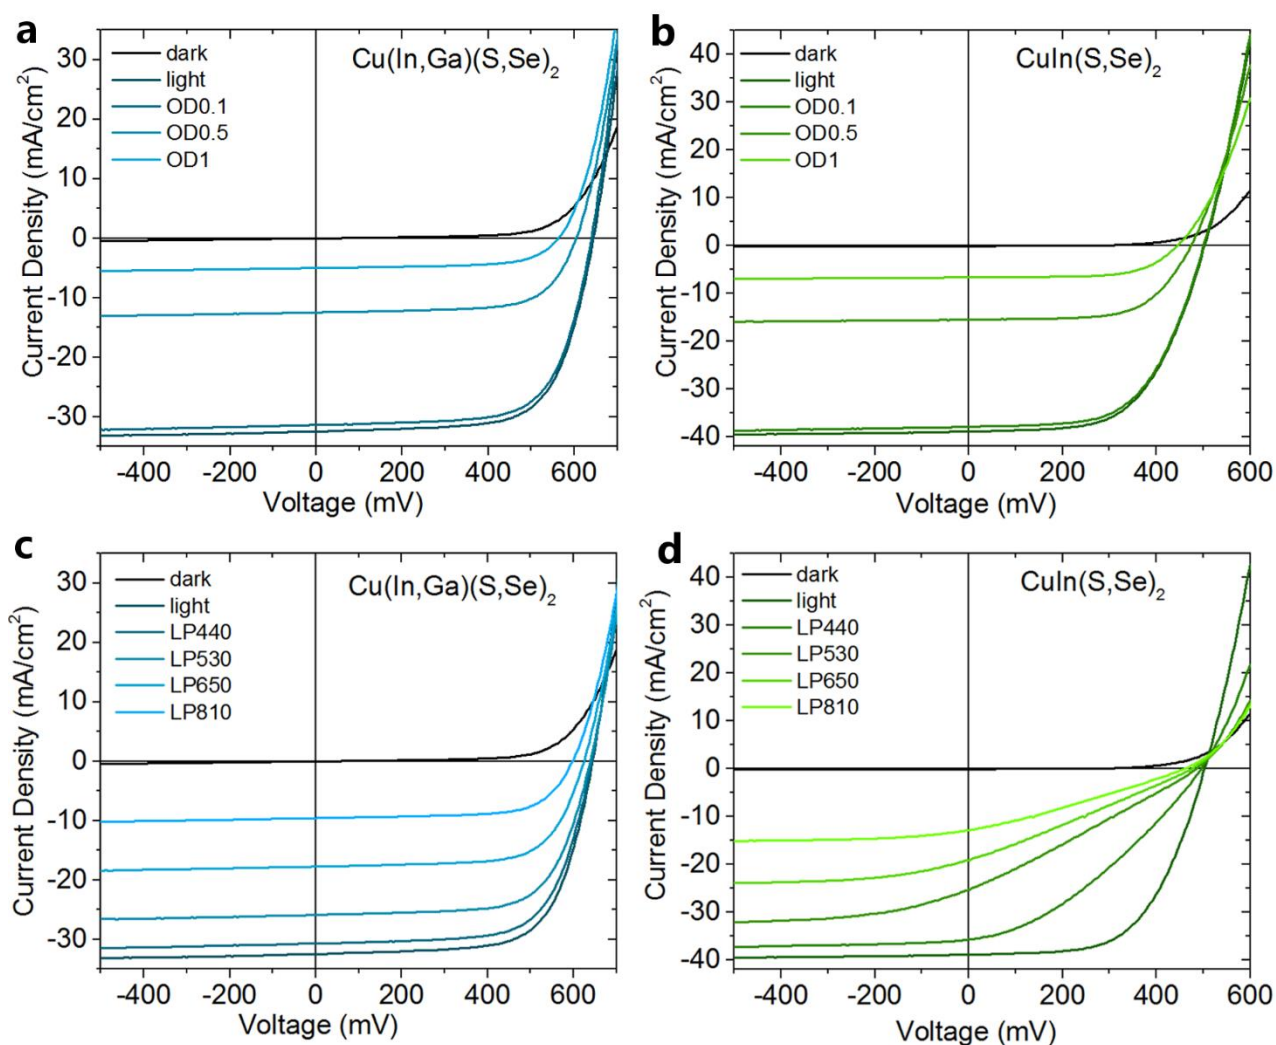 a
Cu(In,Ga)(S,Se)2
dark
light
OD0.1
OD0.5
OD1
30
20
10
0
-10
-20
-30
Current Density (mA/cm2)
-400
-200
0
200
400
600
Voltage (mV)
b
CuIn(S,Se)2
dark
light
OD0.1
OD0.5
OD1
40
30
20
10
0
-10
-20
-30
-40
Current Density (mA/cm2)
-400
-200
0
200
400
600
Voltage (mV)
c
Cu(In,Ga)(S,Se)2
dark
light
LP440
LP530
LP650
LP810
30
20
10
0
-10
-20
-30
Current Density (mA/cm2)
-400
-200
0
200
400
600
Voltage (mV)
d
CuIn(S,Se)2
dark
light
LP440
LP530
LP650
LP810
40
30
20
10
0
-10
-20
-30
-40
Current Density (mA/cm2)
-400
-200
0
200
400
600
Voltage (mV)